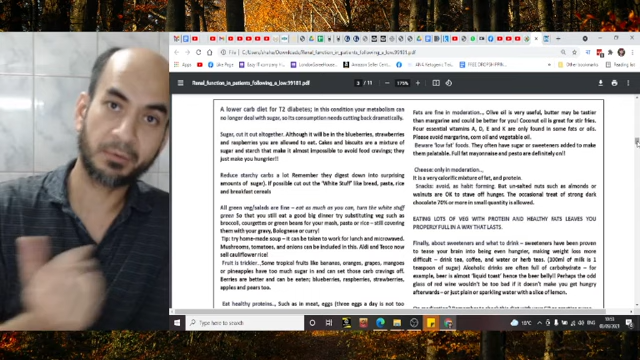 File | C:/Users/shaha/Downloads/Renal_function_in_patients_following_a_low:99181.pdf
Renal_function_in_patients_following_a_low:99181.pdf
3 / 11
175%
A lower carb diet for T2 diabetes; in this condition your metabolism can
no longer deal with sugar, so its consumption needs cutting back dramatically.
Sugar, cut it out altogether. Although it will be in the blueberries, strawberries
and raspberries you are allowed to eat. Cakes and biscuits are a mixture of
sugar and starch that make it almost impossible to avoid food cravings; they
just make you hungrier!!
Reduce starchy carbs a lot Remember they digest down into surprising
amounts of sugar). If possible cut out the 'White Stuff' like bread, pasta, rice
and breakfast cereals
All green veg/salads are fine – eat as much as you can, turn the white stuff
green So that you still eat a good big dinner try substituting veg such as
broccoli, courgettes or green beans for your mash, pasta or rice – still covering
them with your gravy, Bolognese or curry!
Tip: try home-made soup – it can be taken to work for lunch and microwaved.
Mushrooms, tomatoes, and onions can be included in this. Aldi and Tesco now
sell cauliflower rice!
Fruit is trickier.. Some tropical fruits like bananas, oranges, grapes, mangoes
or pineapples have too much sugar in and can set those carb cravings off.
Berries are better and can be eaten; blueberries, raspberries, strawberries,
apples and pears too.
Eat healthy proteins.. Such as in meat, eggs (three eggs a day is not too
Fats are fine in moderation.., Olive oil is very useful, butter may be tastier
than margarine and could be better for you! Coconut oil is great for stir fries.
Four essential vitamins A, D, E and K are only found in some fats or oils.
Please avoid margarine, corn oil and vegetable oil.
Beware 'low fat' foods. They often have sugar or sweeteners added to make
them palatable. Full fat mayonnaise and pesto are definitely on!!
Cheese: only in moderation..,
It is a very calorific mixture of fat, and protein.
Snacks: avoid, as habit forming. But un-salted nuts such as almonds or
walnuts are OK to stave off hunger. The occasional treat of strong dark
chocolate 70% or more in small quantity is allowed.
EATING LOTS OF VEG WITH PROTEIN AND HEALTHY FATS LEAVES YOU
PROPERLY FULL IN A WAY THAT LASTS.
Finally, about sweeteners and what to drink – sweeteners have been proven
to tease your brain into being even hungrier, making weight loss more
difficult – drink tea, coffee, and water or herb teas. (100ml of milk is 1
teaspoon of sugar) Alcoholic drinks are often full of carbohydrate – for
example, beer is almost 'liquid toast' hence the beer belly!! Perhaps the odd
glass of red wine wouldn't be too bad if it doesn't make you get hungry
afterwards – or just plain or sparkling water with a slice of lemon.
Type here to search
15°C
ENG